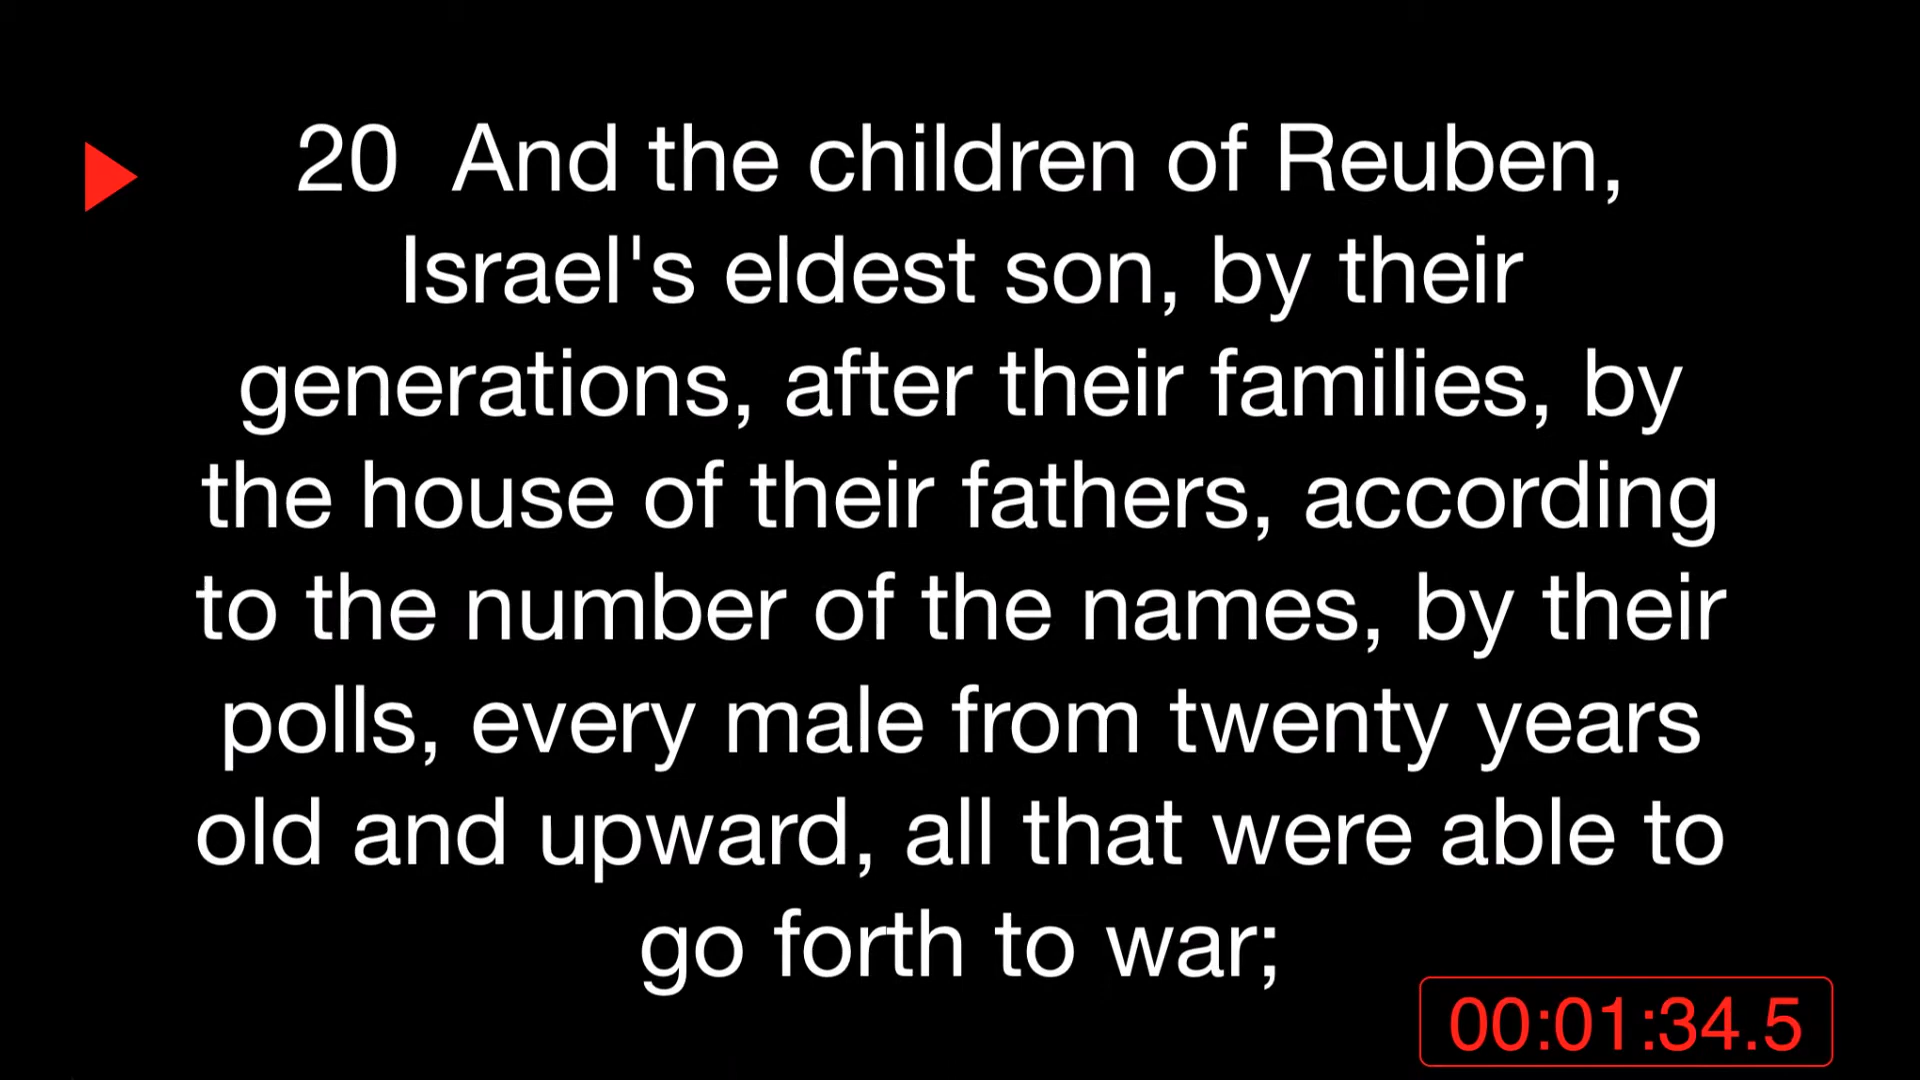 20  And the children of Reuben,
Israel's eldest son, by their
generations, after their families, by
the house of their fathers, according
to the number of the names, by their
polls, every male from twenty years
old and upward, all that were able to
go forth to war;
00:01:34.5